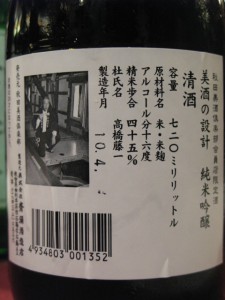 美酒の設計 純米吟醸
清酒
容量 七二〇ミリリットル
原材料名 米・米麹
アルコール分 十六度
精米歩合 四十五%
杜氏名 高橋藤一
製造年月
10.4.
4934803001352